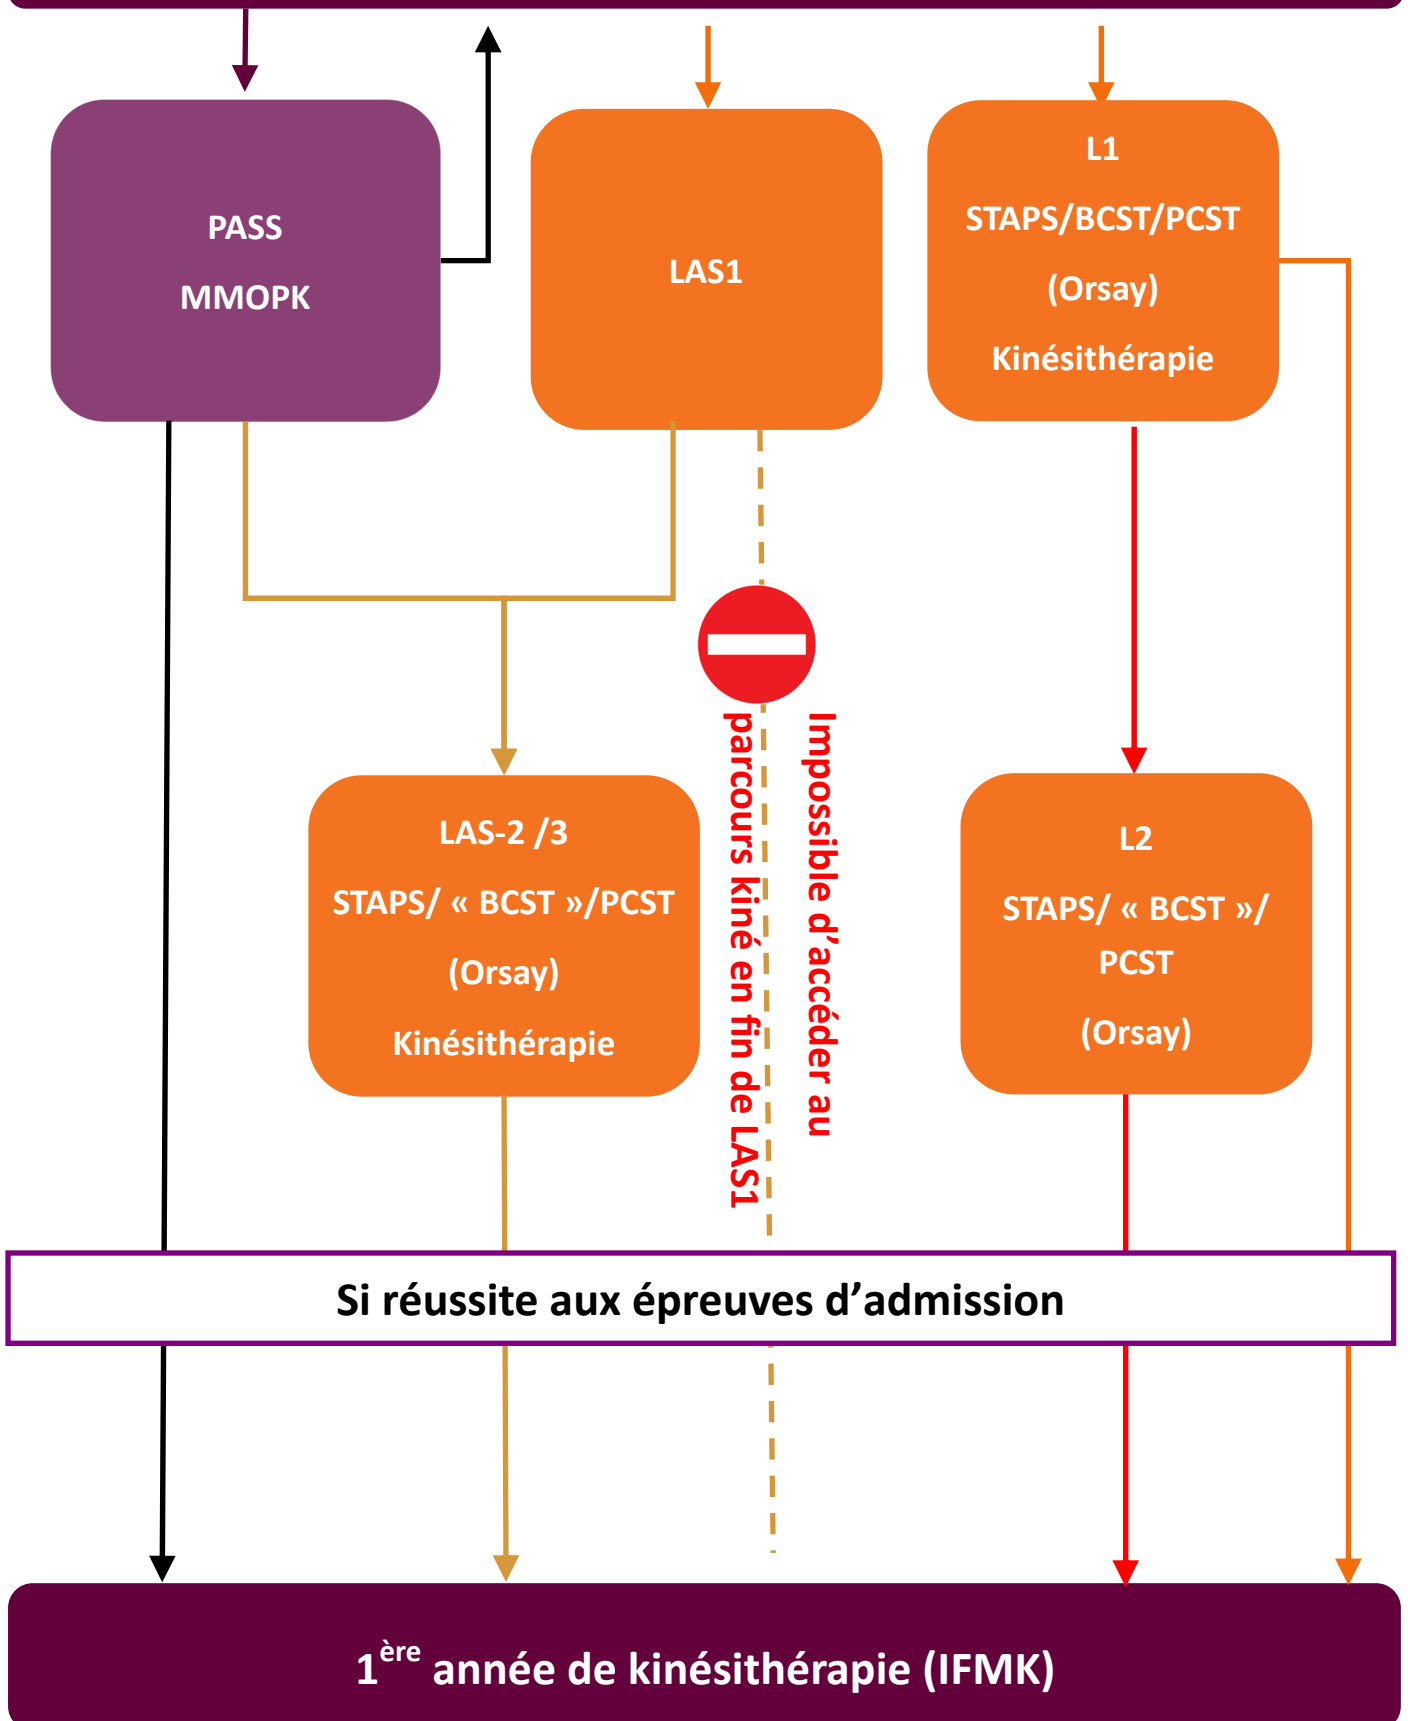 PASS
MMOPK
LAS1
L1
STAPS/BCST/PCST
(Orsay)
Kinésithérapie
LAS-2 /3
STAPS/ « BCST »/PCST
(Orsay)
Kinésithérapie
Impossible d’accéder au
parcours kiné en fin de LAS1
L2
STAPS/ « BCST »/
PCST
(Orsay)
Si réussite aux épreuves d’admission
1ère année de kinésithérapie (IFMK)